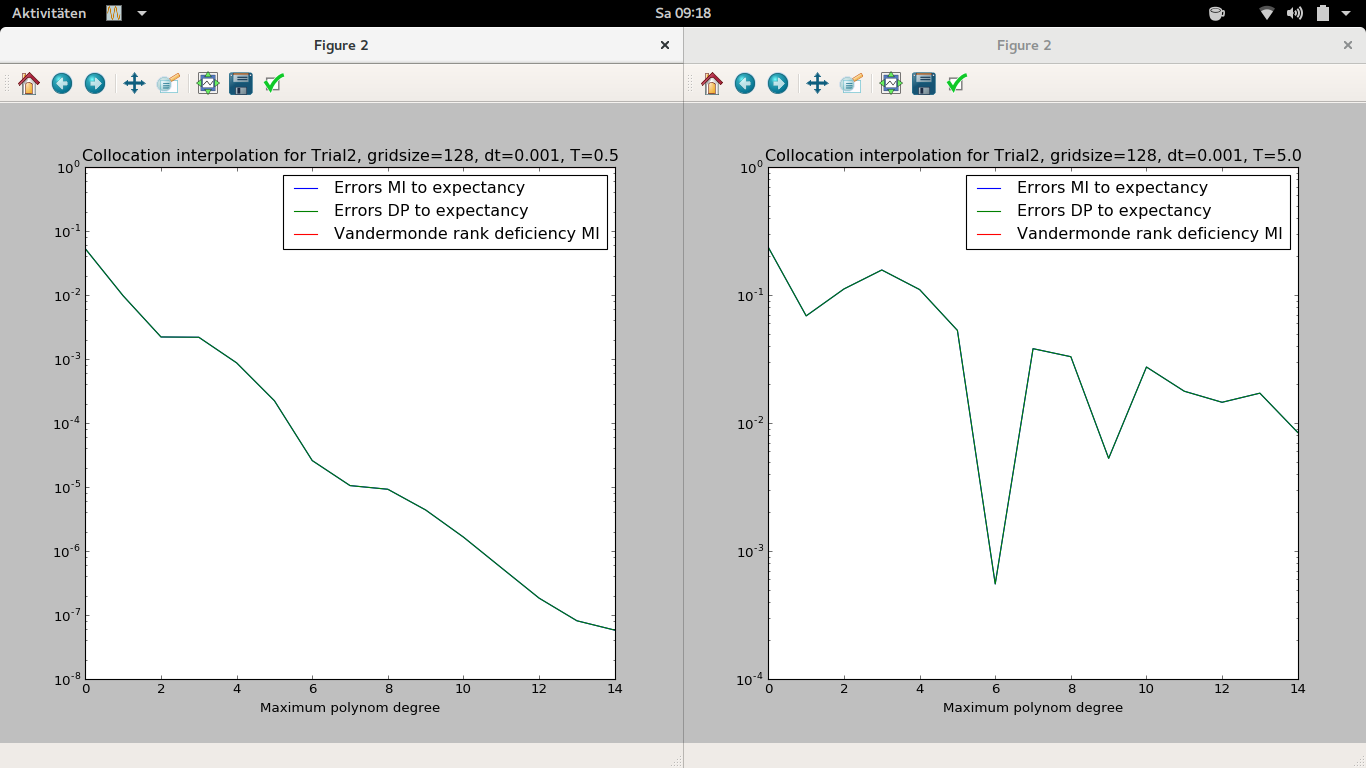 Aktivitäten
Sa 09:18
Figure 2
Collocation interpolation for Trial2, gridsize=128, dt=0.001, T=0.5
Errors MI to expectancy
Errors DP to expectancy
Vandermonde rank deficiency MI
10^0
10^-1
10^-2
10^-3
10^-4
10^-5
10^-6
10^-7
10^-8
0 2 4 6 8 10 12 14
Maximum polynom degree
Figure 2
Collocation interpolation for Trial2, gridsize=128, dt=0.001, T=5.0
Errors MI to expectancy
Errors DP to expectancy
Vandermonde rank deficiency MI
10^0
10^-1
10^-2
10^-3
10^-4
0 2 4 6 8 10 12 14
Maximum polynom degree